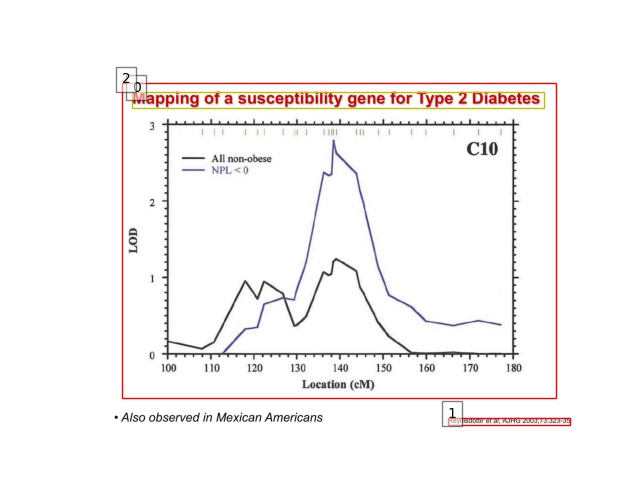 2
0
Mapping of a susceptibility gene for Type 2 Diabetes
3
C10
All non-obese
NPL < 0
2
LOD
1
0
100 110 120 130 140 150 160 170 180
Location (cM)
• Also observed in Mexican Americans
1
et al, AJHG 2003;73:323-35